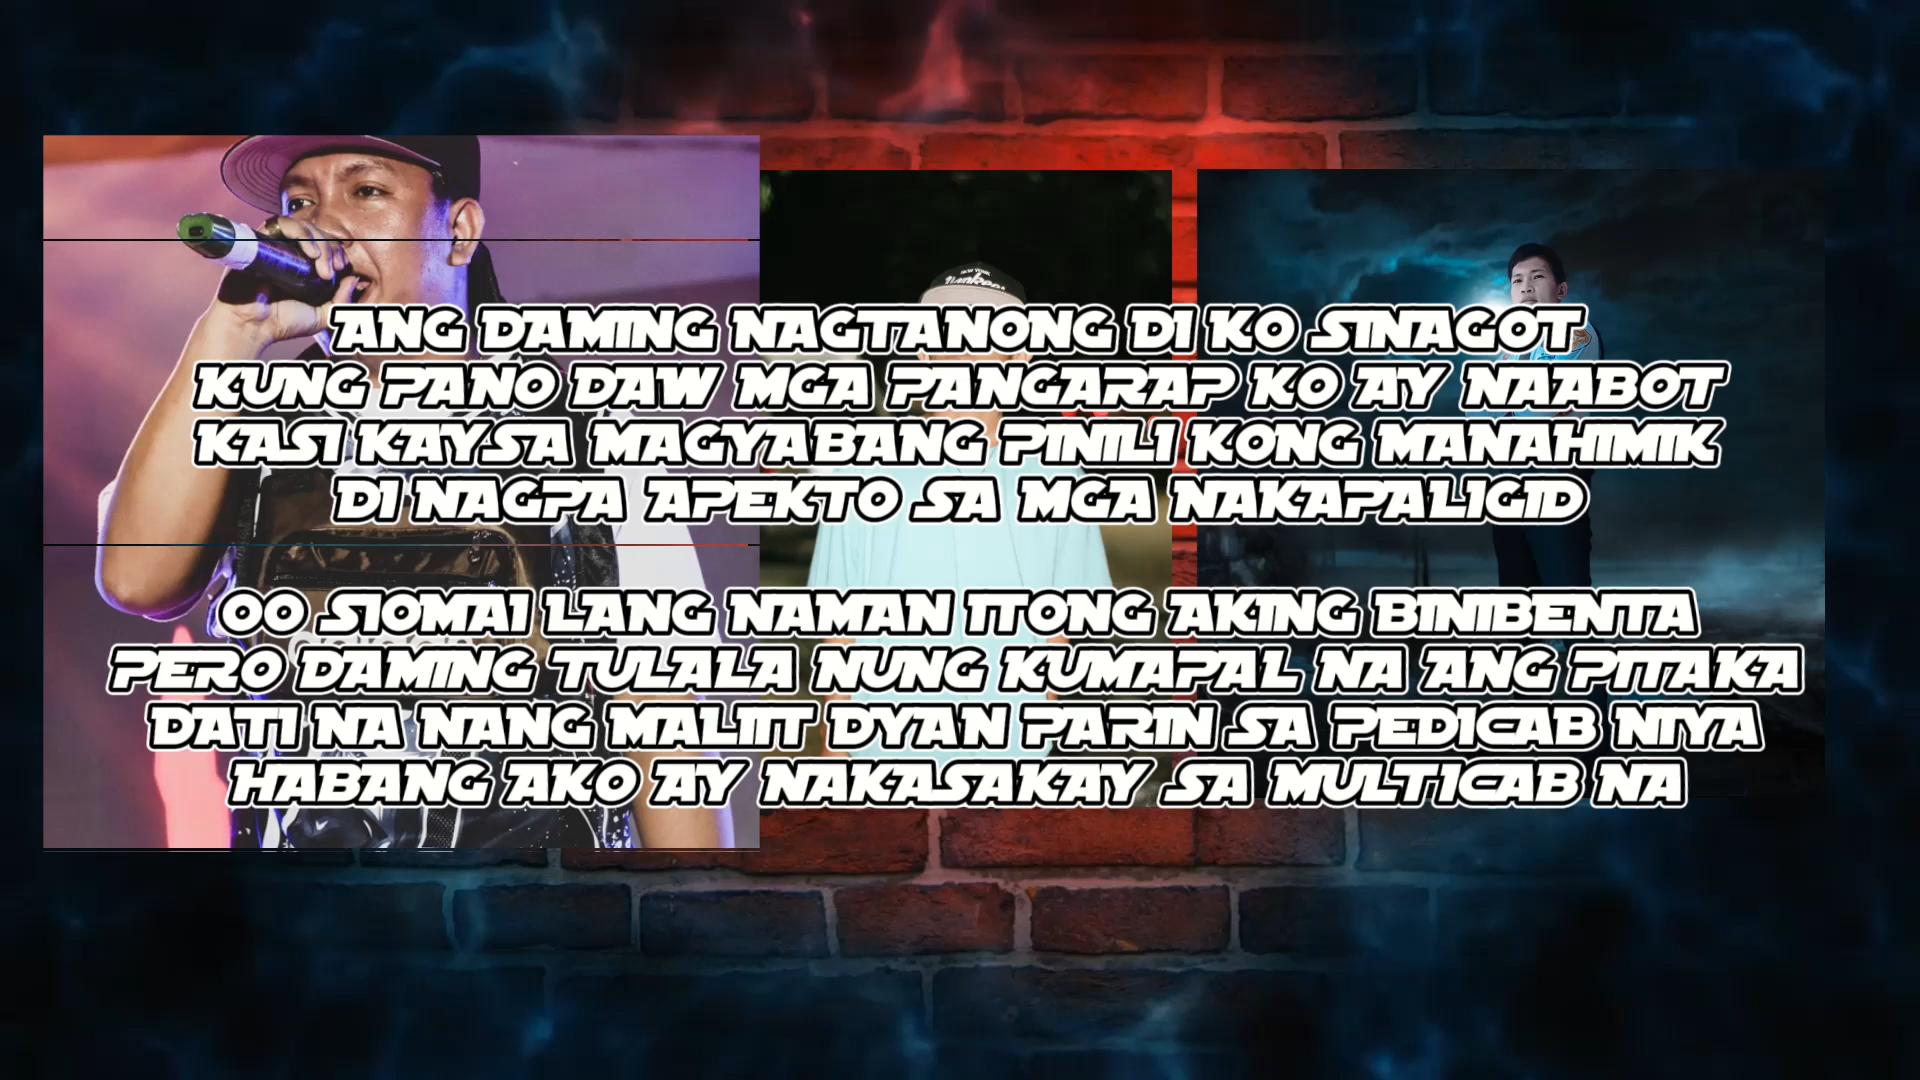 NEW YORK
Yankees
ANG DAMING NAGTANONG DI KO SINAGOT
KUNG PANO DAW MGA PANGARAP KO AY NAABOT
KASI KAYSA MAGYABANG PINILI KONG MANAHIMIK
DI NAGPA APEKTO SA MGA NAKAPALIGID
OO SIOMAI LANG NAMAN ITONG AKING BINIBENTA
PERO DAMING TULALA NUNG KUMAPAL NA ANG PITAKA
DATI NA NANG MALIIT DYAN PARIN SA PEDICAB NIYA
HABANG AKO AY NAKASAKAY SA MULTICAB NA